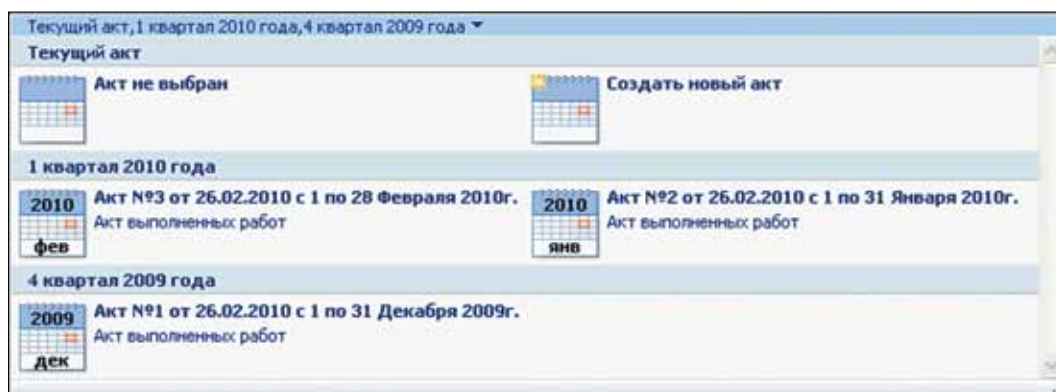 Текущий акт,1 квартал 2010 года,4 квартал 2009 года
Текущий акт
Акт не выбран
Создать новый акт
1 квартал 2010 года
2010
фев
Акт №3 от 26.02.2010 с 1 по 28 Февраля 2010г.
Акт выполненных работ
2010
янв
Акт №2 от 26.02.2010 с 1 по 31 Января 2010г.
Акт выполненных работ
4 квартал 2009 года
2009
дек
Акт №1 от 26.02.2010 с 1 по 31 Декабря 2009г.
Акт выполненных работ